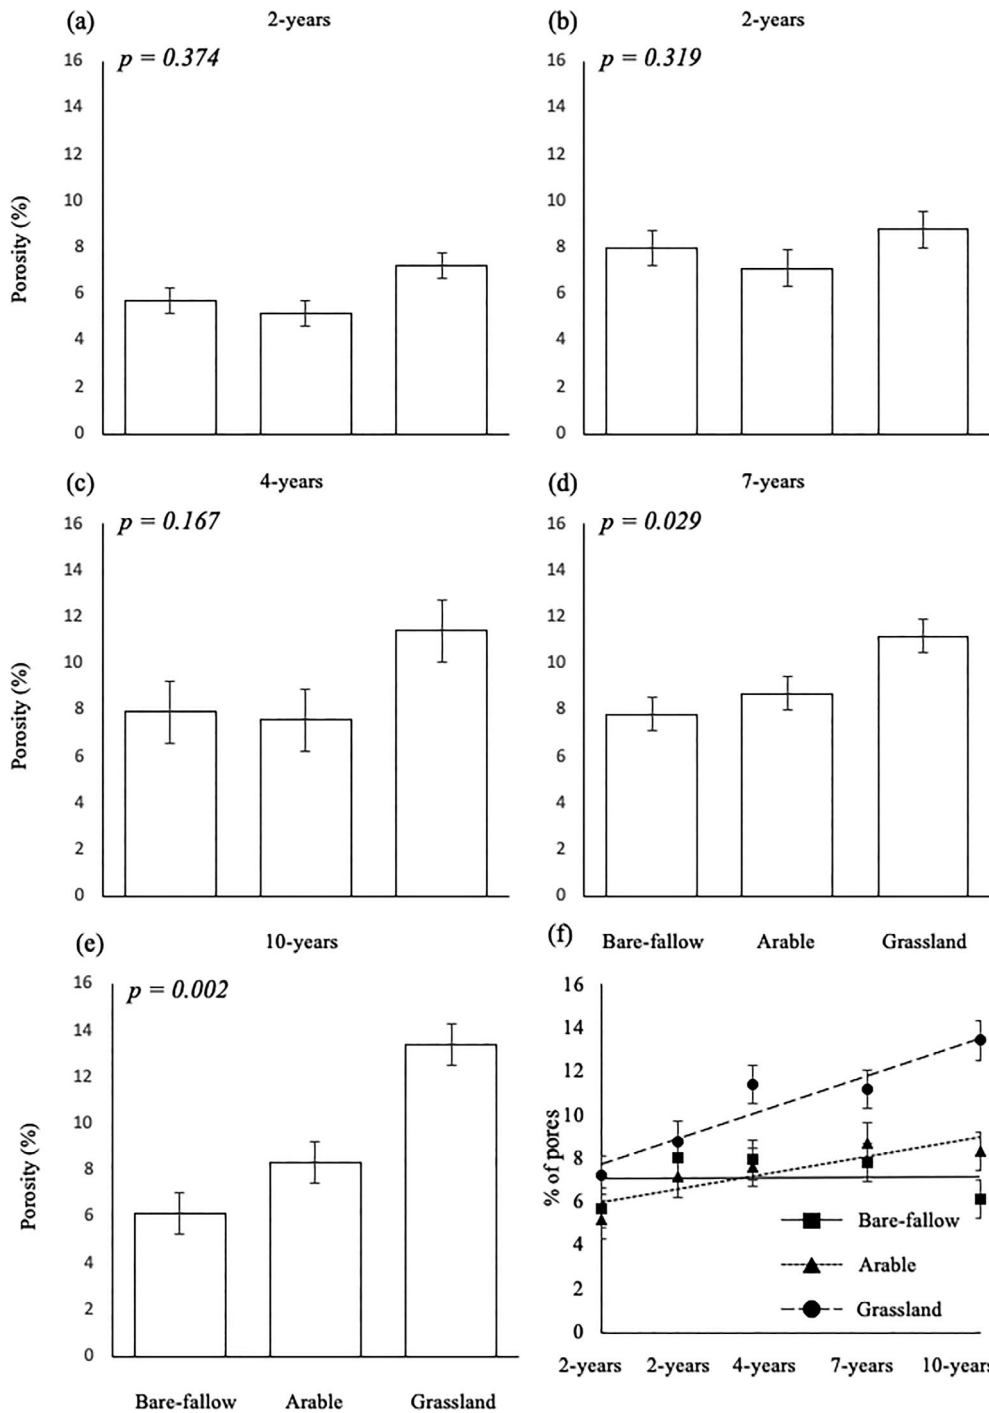 (a) 2-years
p = 0.374
16
14
12
10
8
6
4
2
0
Porosity (%)
(b) 2-years
p = 0.319
16
14
12
10
8
6
4
2
0
(c) 4-years
p = 0.167
16
14
12
10
8
6
4
2
0
Porosity (%)
(d) 7-years
p = 0.029
16
14
12
10
8
6
4
2
0
Bare-fallow Arable Grassland
(e) 10-years
p = 0.002
16
14
12
10
8
6
4
2
0
Porosity (%)
Bare-fallow Arable Grassland
(f)
16
14
12
10
8
6
4
2
0
% of pores
Bare-fallow
Arable
Grassland
2-years 2-years 4-years 7-years 10-years